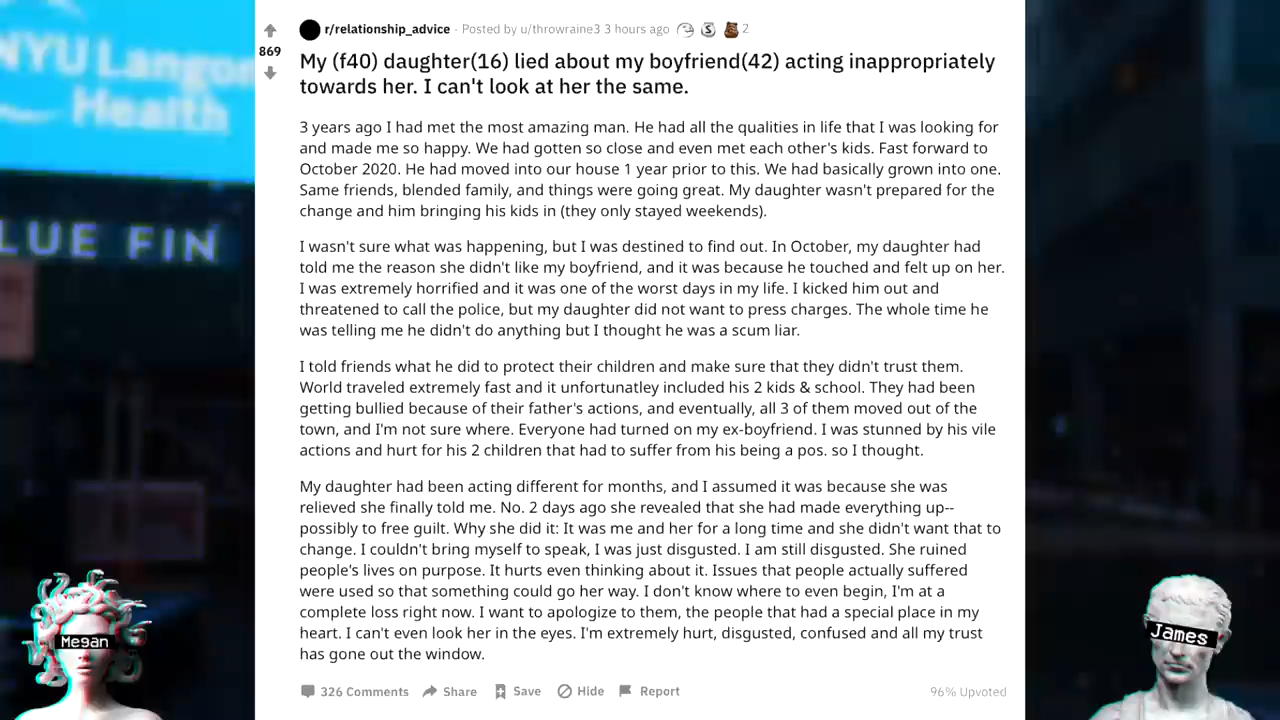 r/relationship_advice · Posted by u/throwraine3 3 hours ago 2
869
My (f40) daughter(16) lied about my boyfriend(42) acting inappropriately
towards her. I can't look at her the same.
3 years ago I had met the most amazing man. He had all the qualities in life that I was looking for
and made me so happy. We had gotten so close and even met each other's kids. Fast forward to
October 2020. He had moved into our house 1 year prior to this. We had basically grown into one.
Same friends, blended family, and things were going great. My daughter wasn't prepared for the
change and him bringing his kids in (they only stayed weekends).
I wasn't sure what was happening, but I was destined to find out. In October, my daughter had
told me the reason she didn't like my boyfriend, and it was because he touched and felt up on her.
I was extremely horrified and it was one of the worst days in my life. I kicked him out and
threatened to call the police, but my daughter did not want to press charges. The whole time he
was telling me he didn't do anything but I thought he was a scum liar.
I told friends what he did to protect their children and make sure that they didn't trust them.
World traveled extremely fast and it unfortunatley included his 2 kids & school. They had been
getting bullied because of their father's actions, and eventually, all 3 of them moved out of the
town, and I'm not sure where. Everyone had turned on my ex-boyfriend. I was stunned by his vile
actions and hurt for his 2 children that had to suffer from his being a pos. so I thought.
My daughter had been acting different for months, and I assumed it was because she was
relieved she finally told me. No. 2 days ago she revealed that she had made everything up--
possibly to free guilt. Why she did it: It was me and her for a long time and she didn't want that to
change. I couldn't bring myself to speak, I was just disgusted. I am still disgusted. She ruined
people's lives on purpose. It hurts even thinking about it. Issues that people actually suffered
were used so that something could go her way. I don't know where to even begin, I'm at a
complete loss right now. I want to apologize to them, the people that had a special place in my
heart. I can't even look her in the eyes. I'm extremely hurt, disgusted, confused and all my trust
has gone out the window.
326 Comments Share Save Hide Report 96% Upvoted
Health
LUE FIN
Megan
James